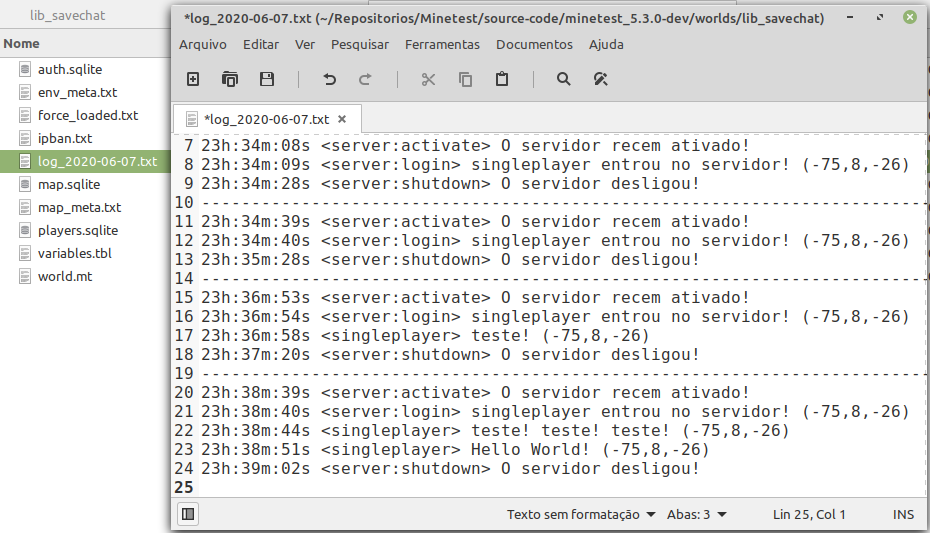 lib_savechat
Nome
auth.sqlite
env_meta.txt
force_loaded.txt
ipban.txt
log_2020-06-07.txt
map.sqlite
map_meta.txt
players.sqlite
variables.tbl
world.mt
*log_2020-06-07.txt (~/Repositorios/Minetest/source-code/minetest_5.3.0-dev/worlds/lib_savechat)
Arquivo Editar Ver Pesquisar Ferramentas Documentos Ajuda
*log_2020-06-07.txt
7 23h:34m:08s <server:activate> O servidor recem ativado!
8 23h:34m:09s <server:login> singleplayer entrou no servidor! (-75,8,-26)
9 23h:34m:28s <server:shutdown> O servidor desligou!
10 --------------------------------------------------------------------------
11 23h:34m:39s <server:activate> O servidor recem ativado!
12 23h:34m:40s <server:login> singleplayer entrou no servidor! (-75,8,-26)
13 23h:35m:28s <server:shutdown> O servidor desligou!
14 --------------------------------------------------------------------------
15 23h:36m:53s <server:activate> O servidor recem ativado!
16 23h:36m:54s <server:login> singleplayer entrou no servidor! (-75,8,-26)
17 23h:36m:58s <singleplayer> teste! (-75,8,-26)
18 23h:37m:20s <server:shutdown> O servidor desligou!
19 --------------------------------------------------------------------------
20 23h:38m:39s <server:activate> O servidor recem ativado!
21 23h:38m:40s <server:login> singleplayer entrou no servidor! (-75,8,-26)
22 23h:38m:44s <singleplayer> teste! teste! teste! (-75,8,-26)
23 23h:38m:51s <singleplayer> Hello World! (-75,8,-26)
24 23h:39m:02s <server:shutdown> O servidor desligou!
25
Texto sem formatação Abas: 3 Lin 25, Col 1 INS